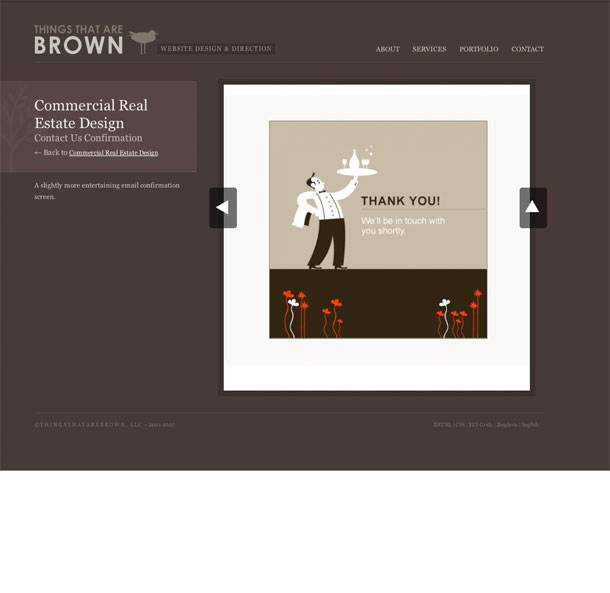 THINGS THAT ARE
BROWN
WEBSITE DESIGN & DIRECTION
ABOUT SERVICES PORTFOLIO CONTACT
Commercial Real
Estate Design
Contact Us Confirmation
← Back to Commercial Real Estate Design
A slightly more entertaining email confirmation
screen.
THANK YOU!
We'll be in touch with
you shortly.
©THINGSTHATAREBROWN, LLC - 2001-2007
XHTML | CSS | YUI Grids | Zenphoto | SvgPub